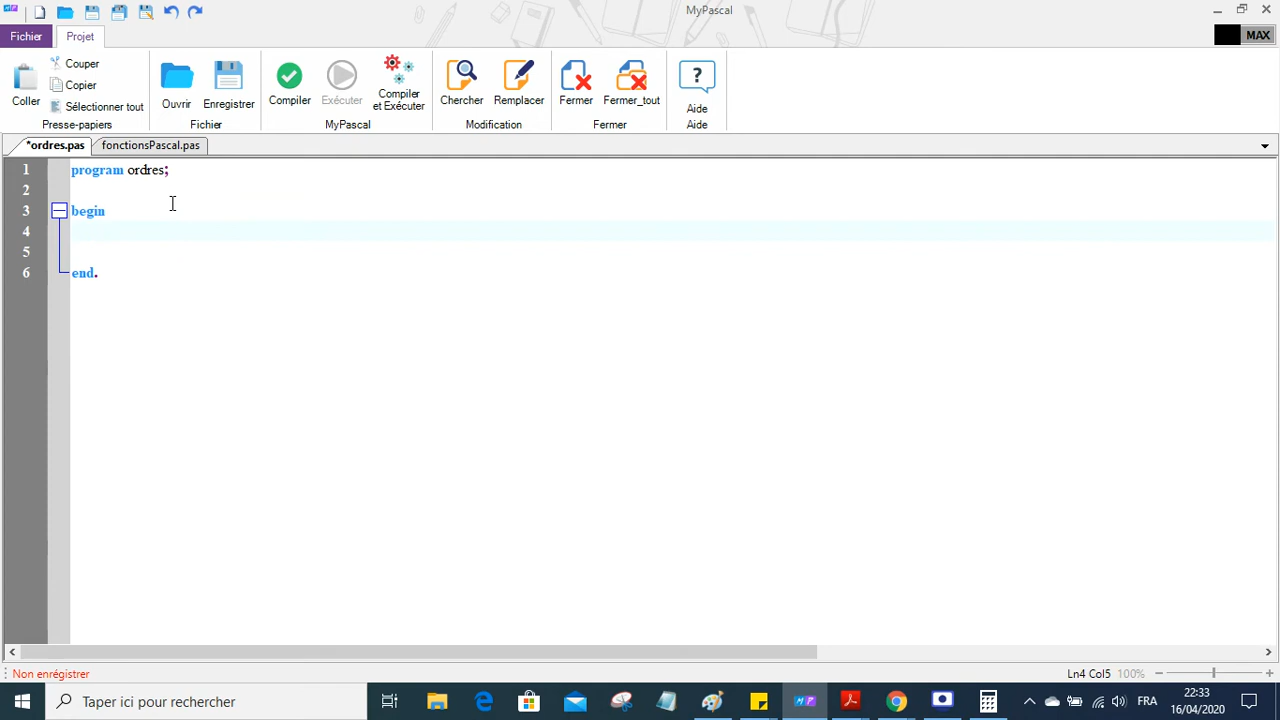 MyPascal
Fichier
Projet
MAX
Coller
Couper
Copier
Sélectionner tout
Presse-papiers
Ouvrir
Enregistrer
Fichier
Compiler
Exécuter
Compiler
et Exécuter
MyPascal
Chercher
Remplacer
Modification
Fermer
Fermer_tout
Fermer
?
Aide
Aide
*ordres.pas
fonctionsPascal.pas
1 program ordres;
2
3 begin
4
5
6 end.
Non enrégistrer
Ln4 Col5 100%
Taper ici pour rechercher
FRA
22:33
16/04/2020